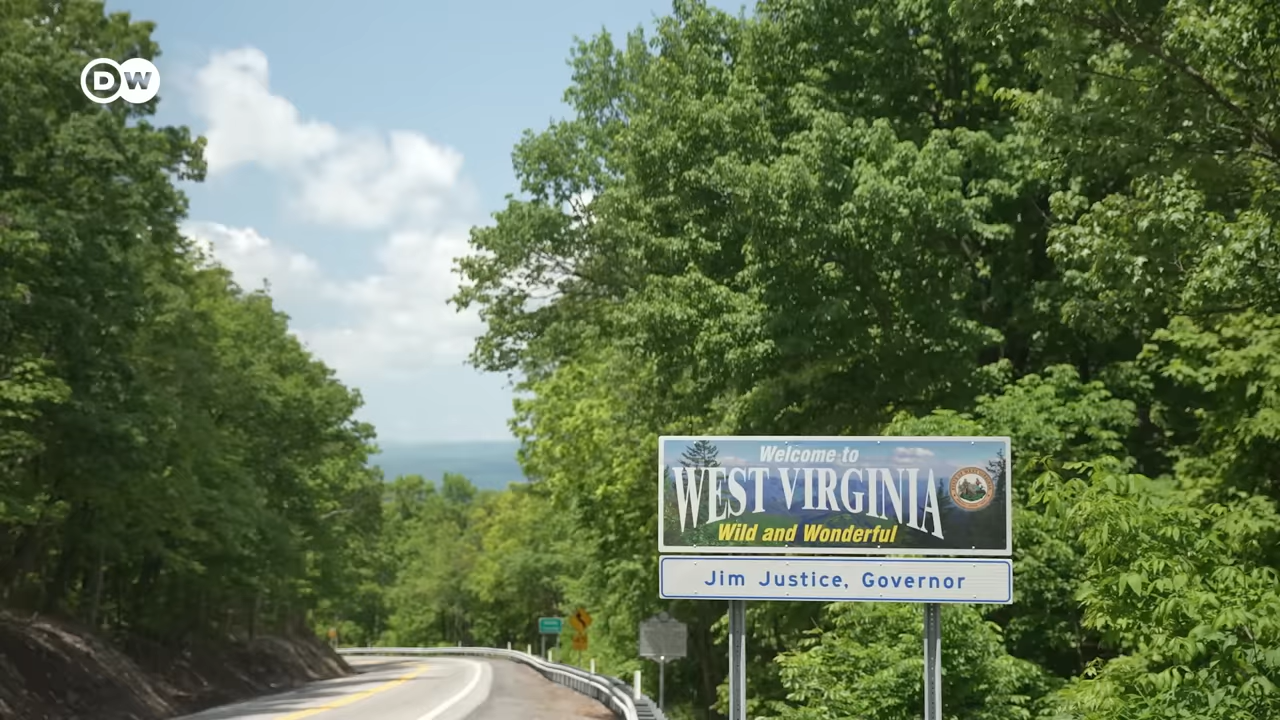 DW
Welcome to
WEST VIRGINIA
Wild and Wonderful
Jim Justice, Governor